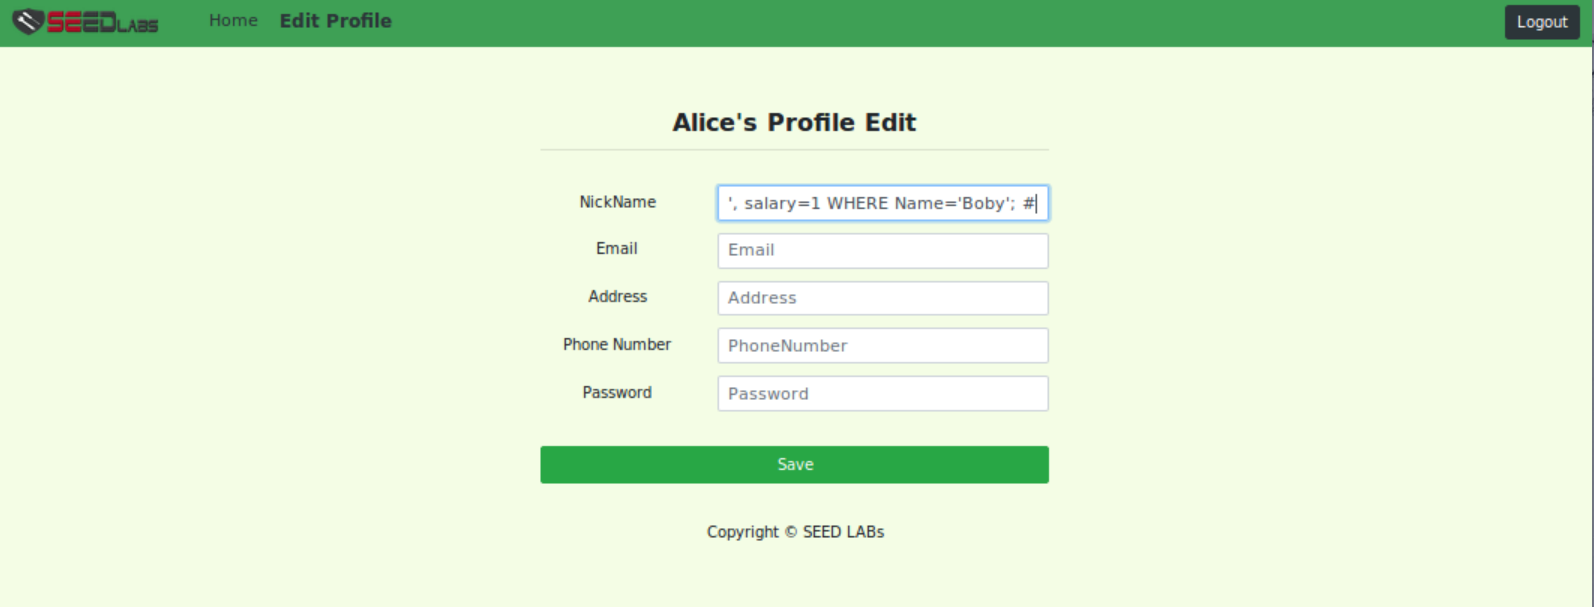 SEEDLABS Home Edit Profile Logout
Alice's Profile Edit
NickName ', salary=1 WHERE Name='Boby'; #
Email Email
Address Address
Phone Number PhoneNumber
Password Password
Save
Copyright © SEED LABs